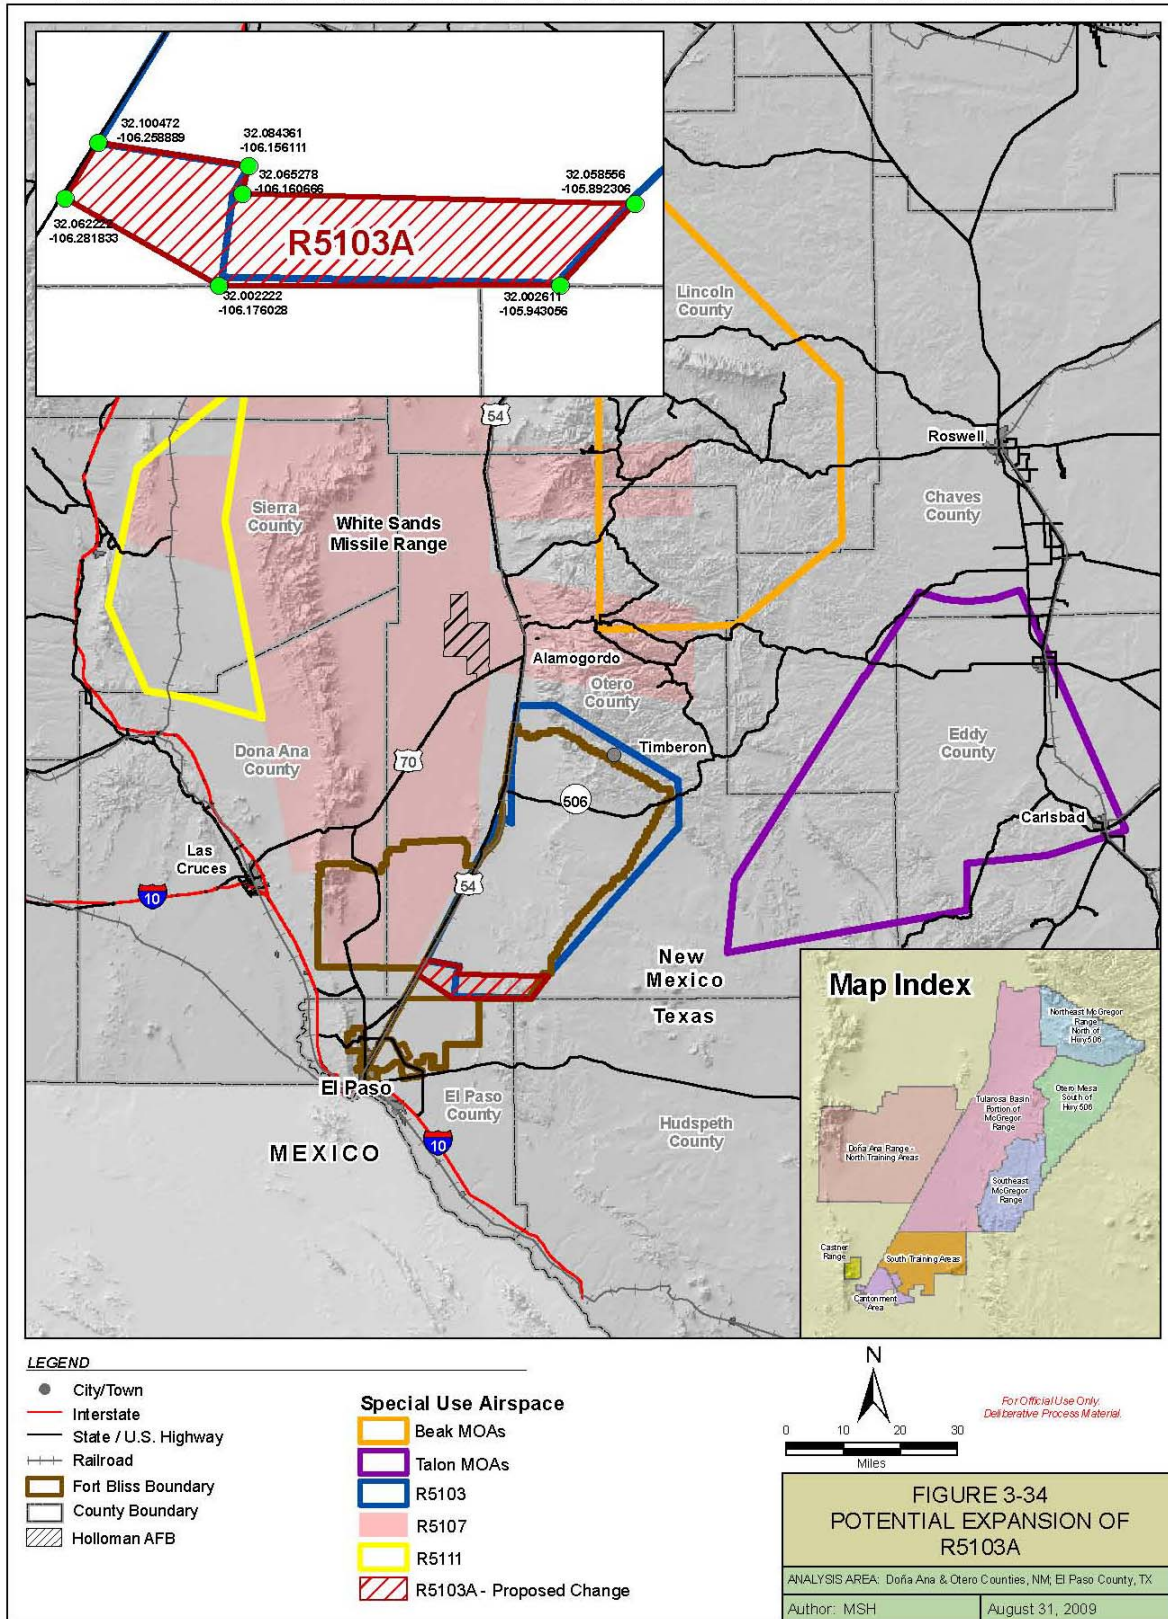 32.100472
-106.258889
32.084361
-106.156111
32.065278
-106.160666
32.058556
-105.892306
32.062222
-106.281833
R5103A
32.002222
-106.176028
32.002611
-105.943056
Lincoln
County
54
Roswell
Chaves
County
Sierra
County
White Sands
Missile Range
Alamogordo
Otero
County
Timberon
Eddy
County
Dona Ana
County
70
506
Carlsbad
Las
Cruces
54
10
New
Mexico
Texas
El Paso
El Paso
County
Hudspeth
County
MEXICO
10
Map Index
Northeast McGregor
Range
North of
Hwy 506
Otero Mesa
South of
Hwy 506
Tularosa Basin
Portion of
McGregor
Range
Doña Ana Range -
North Training Areas
Southeast
McGregor
Range
Castner
Range
South Training Areas
Cantonment
Area
LEGEND
City/Town
Interstate
State / U.S. Highway
Railroad
Fort Bliss Boundary
County Boundary
Holloman AFB
Special Use Airspace
Beak MOAs
Talon MOAs
R5103
R5107
R5111
R5103A - Proposed Change
N
0 10 20 30
Miles
For Official Use Only.
Deliberative Process Material.
FIGURE 3-34
POTENTIAL EXPANSION OF
R5103A
ANALYSIS AREA: Doña Ana & Otero Counties, NM; El Paso County, TX
Author: MSH
August 31, 2009